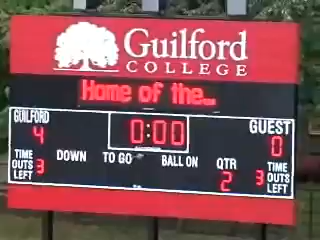 Guilford
COLLEGE
Home of the...
GUILFORD
4
0:00
GUEST
0
TIME
OUTS
LEFT
3
DOWN
TO GO
BALL ON
QTR
2
3
TIME
OUTS
LEFT